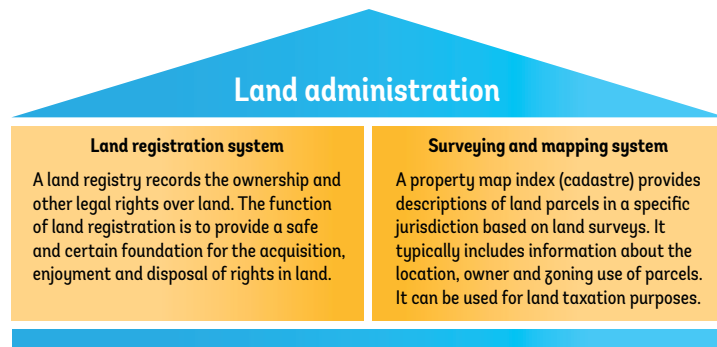 Land administration
Land registration system
A land registry records the ownership and
other legal rights over land. The function
of land registration is to provide a safe
and certain foundation for the acquisition,
enjoyment and disposal of rights in land.
Surveying and mapping system
A property map index (cadastre) provides
descriptions of land parcels in a specific
jurisdiction based on land surveys. It
typically includes information about the
location, owner and zoning use of parcels.
It can be used for land taxation purposes.